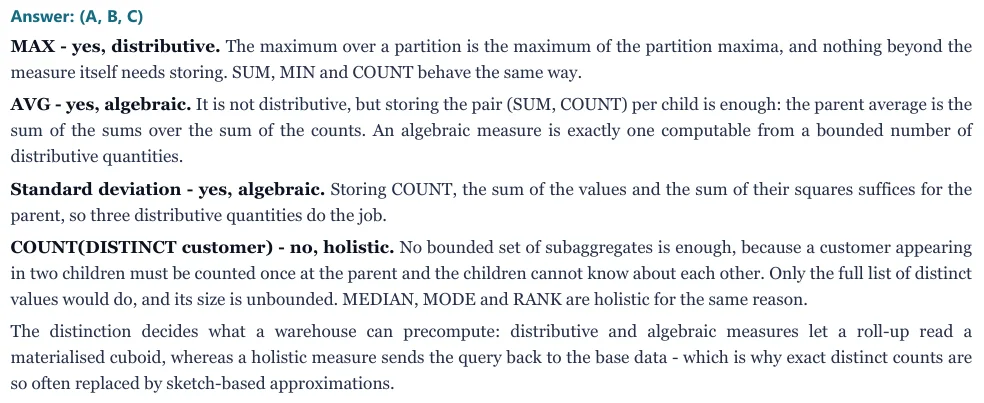 Answer: (A, B, C)
MAX - yes, distributive. The maximum over a partition is the maximum of the partition maxima, and nothing beyond the
measure itself needs storing. SUM, MIN and COUNT behave the same way.
AVG - yes, algebraic. It is not distributive, but storing the pair (SUM, COUNT) per child is enough: the parent average is the
sum of the sums over the sum of the counts. An algebraic measure is exactly one computable from a bounded number of
distributive quantities.
Standard deviation - yes, algebraic. Storing COUNT, the sum of the values and the sum of their squares suffices for the
parent, so three distributive quantities do the job.
COUNT(DISTINCT customer) - no, holistic. No bounded set of subaggregates is enough, because a customer appearing
in two children must be counted once at the parent and the children cannot know about each other. Only the full list of distinct
values would do, and its size is unbounded. MEDIAN, MODE and RANK are holistic for the same reason.
The distinction decides what a warehouse can precompute: distributive and algebraic measures let a roll-up read a
materialised cuboid, whereas a holistic measure sends the query back to the base data - which is why exact distinct counts are
so often replaced by sketch-based approximations.